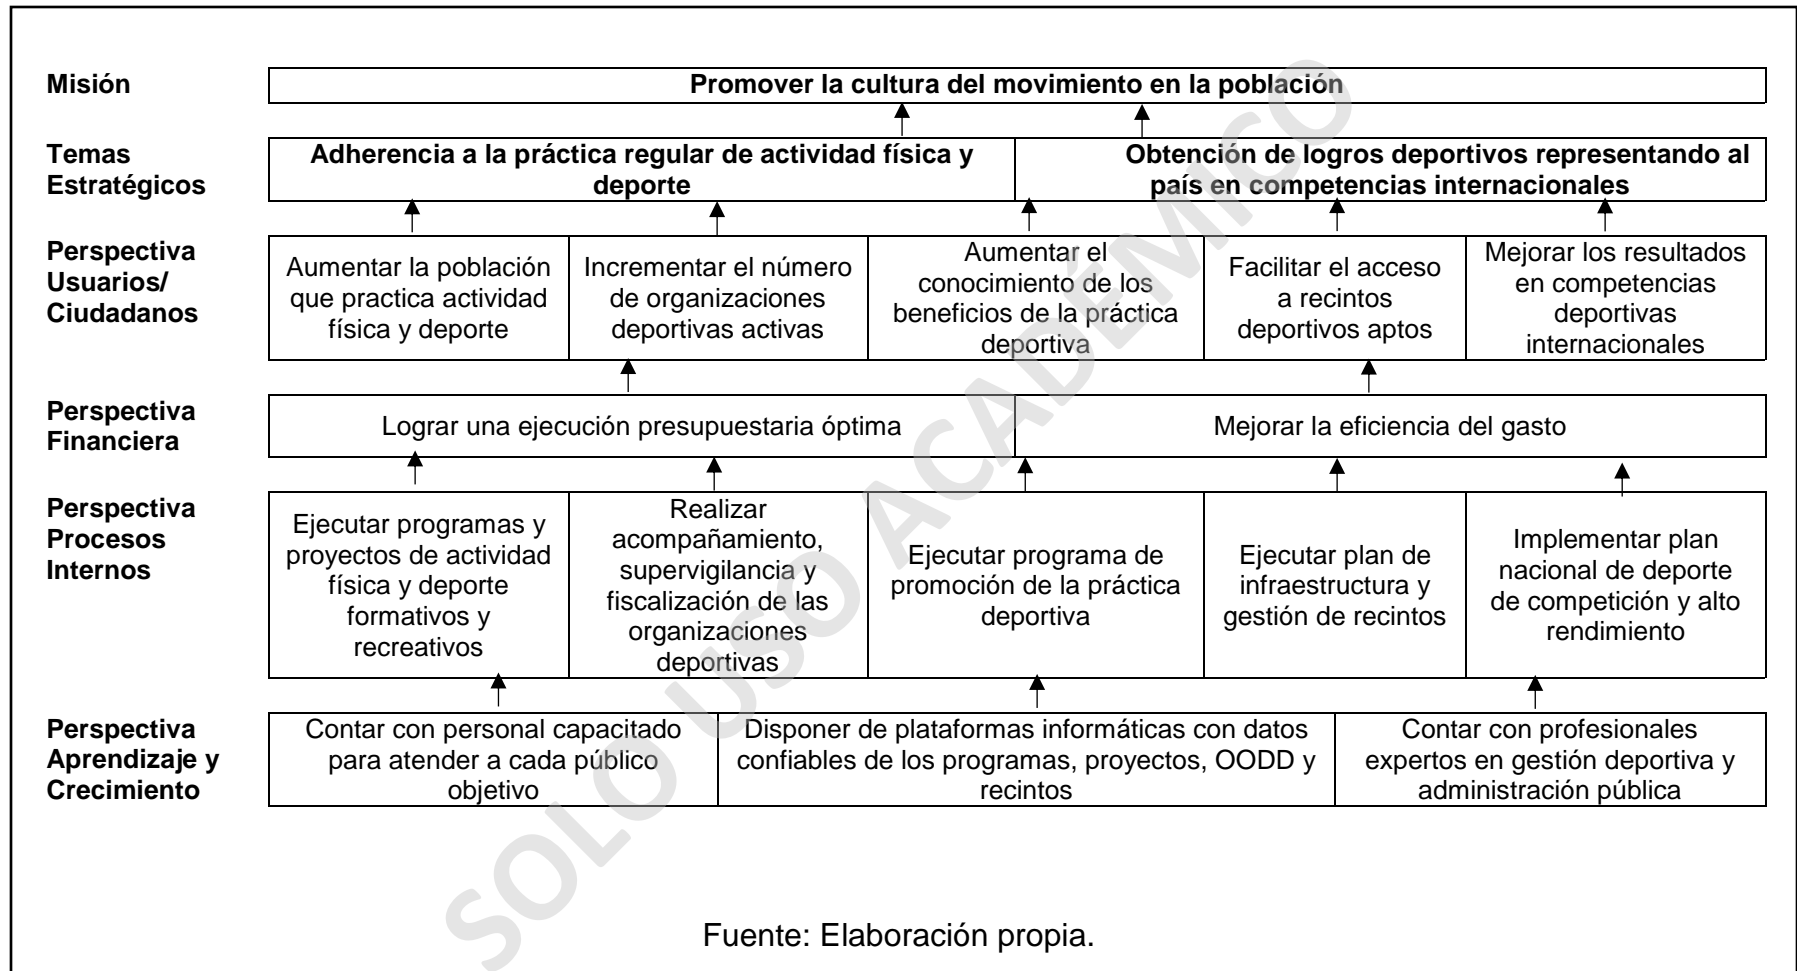 Misión
Promover la cultura del movimiento en la población
Temas
Estratégicos
Adherencia a la práctica regular de actividad física y
deporte
Obtención de logros deportivos representando al
país en competencias internacionales
Perspectiva
Usuarios/
Ciudadanos
Aumentar la población
que practica actividad
física y deporte
Incrementar el número
de organizaciones
deportivas activas
Aumentar el
conocimiento de los
beneficios de la práctica
deportiva
Facilitar el acceso
a recintos
deportivos aptos
Mejorar los resultados
en competencias
deportivas
internacionales
Perspectiva
Financiera
Lograr una ejecución presupuestaria óptima
Mejorar la eficiencia del gasto
Perspectiva
Procesos
Internos
Ejecutar programas y
proyectos de actividad
física y deporte
formativos y
recreativos
Realizar
acompañamiento,
supervigilancia y
fiscalización de las
organizaciones
deportivas
Ejecutar programa de
promoción de la práctica
deportiva
Ejecutar plan de
infraestructura y
gestión de recintos
Implementar plan
nacional de deporte
de competición y alto
rendimiento
Perspectiva
Aprendizaje y
Crecimiento
Contar con personal capacitado
para atender a cada público
objetivo
Disponer de plataformas informáticas con datos
confiables de los programas, proyectos, OODD y
recintos
Contar con profesionales
expertos en gestión deportiva y
administración pública
SOLO USO ACADÉMICO
Fuente: Elaboración propia.